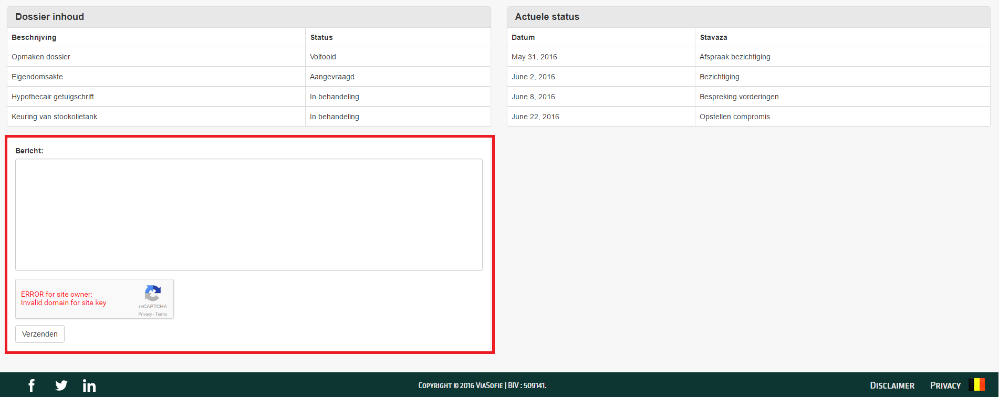 Dossier inhoud
Beschrijving Status
Opmaken dossier Voltooid
Eigendomsakte Aangevraagd
Hypothecair getuigschrift In behandeling
Keuring van stookolietank In behandeling
Actuele status
Datum Stavaza
May 31, 2016 Afspraak bezichtiging
June 2, 2016 Bezichtiging
June 8, 2016 Bespreking vorderingen
June 22, 2016 Opstellen compromis
Bericht:
ERROR for site owner:
Invalid domain for site key
reCAPTCHA
Privacy - Terms
Verzenden
Copyright © 2016 ViaSofie | BIV : 509141.
Disclaimer Privacy